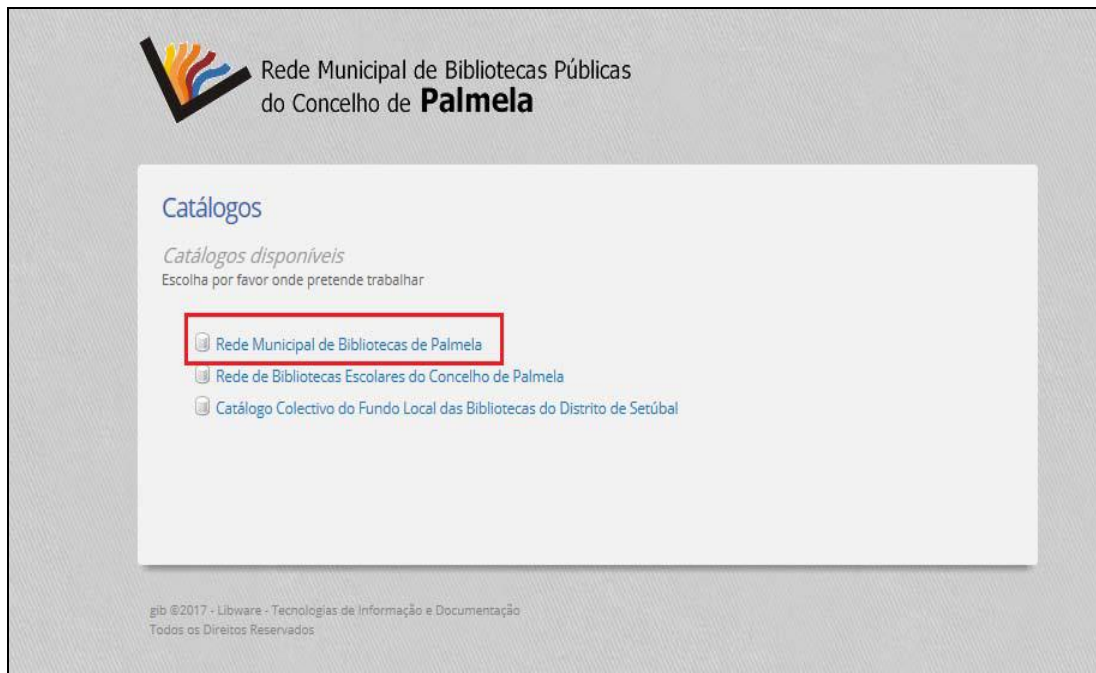 Rede Municipal de Bibliotecas Públicas
do Concelho de Palmela
Catálogos
Catálogos disponíveis
Escolha por favor onde pretende trabalhar
Rede Municipal de Bibliotecas de Palmela
Rede de Bibliotecas Escolares do Concelho de Palmela
Catálogo Colectivo do Fundo Local das Bibliotecas do Distrito de Setúbal
gib ©2017 - Libware - Tecnologias de Informação e Documentação
Todos os Direitos Reservados